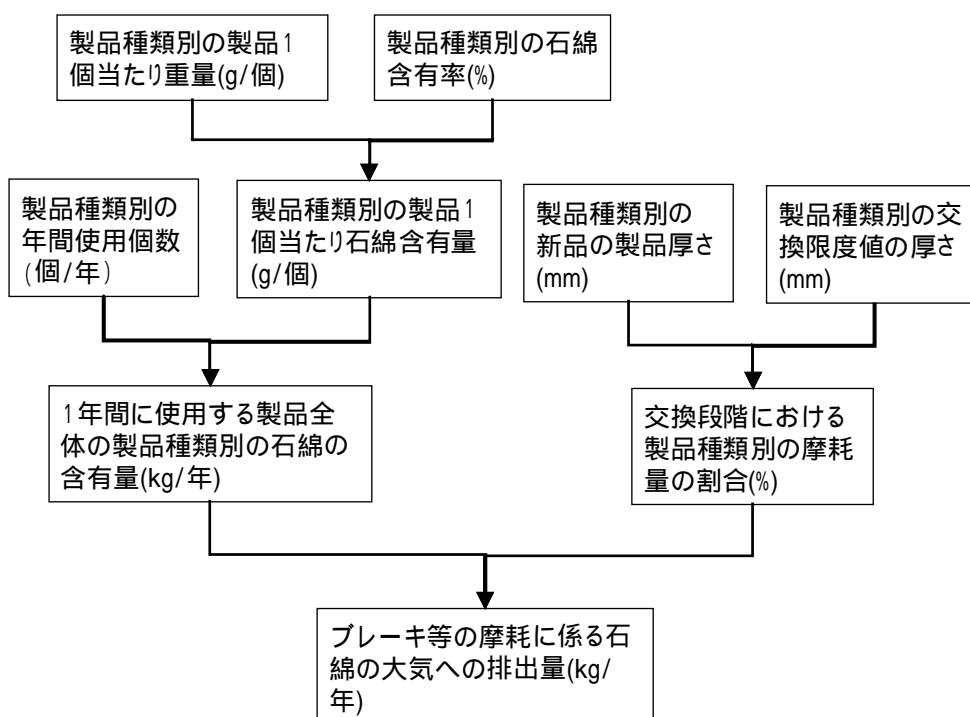 製品種類別の製品1
個当たり重量(g/個)
製品種類別の石綿
含有率(%)
製品種類別の
年間使用個数
(個/年)
製品種類別の製品1
個当たり石綿含有量
(g/個)
製品種類別の
新品の製品厚さ
(mm)
製品種類別の交
換限度値の厚さ
(mm)
1年間に使用する製品全
体の製品種類別の石綿の
含有量(kg/年)
交換段階における
製品種類別の摩耗
量の割合(%)
ブレーキ等の摩耗に係る石
綿の大気への排出量(kg/
年)